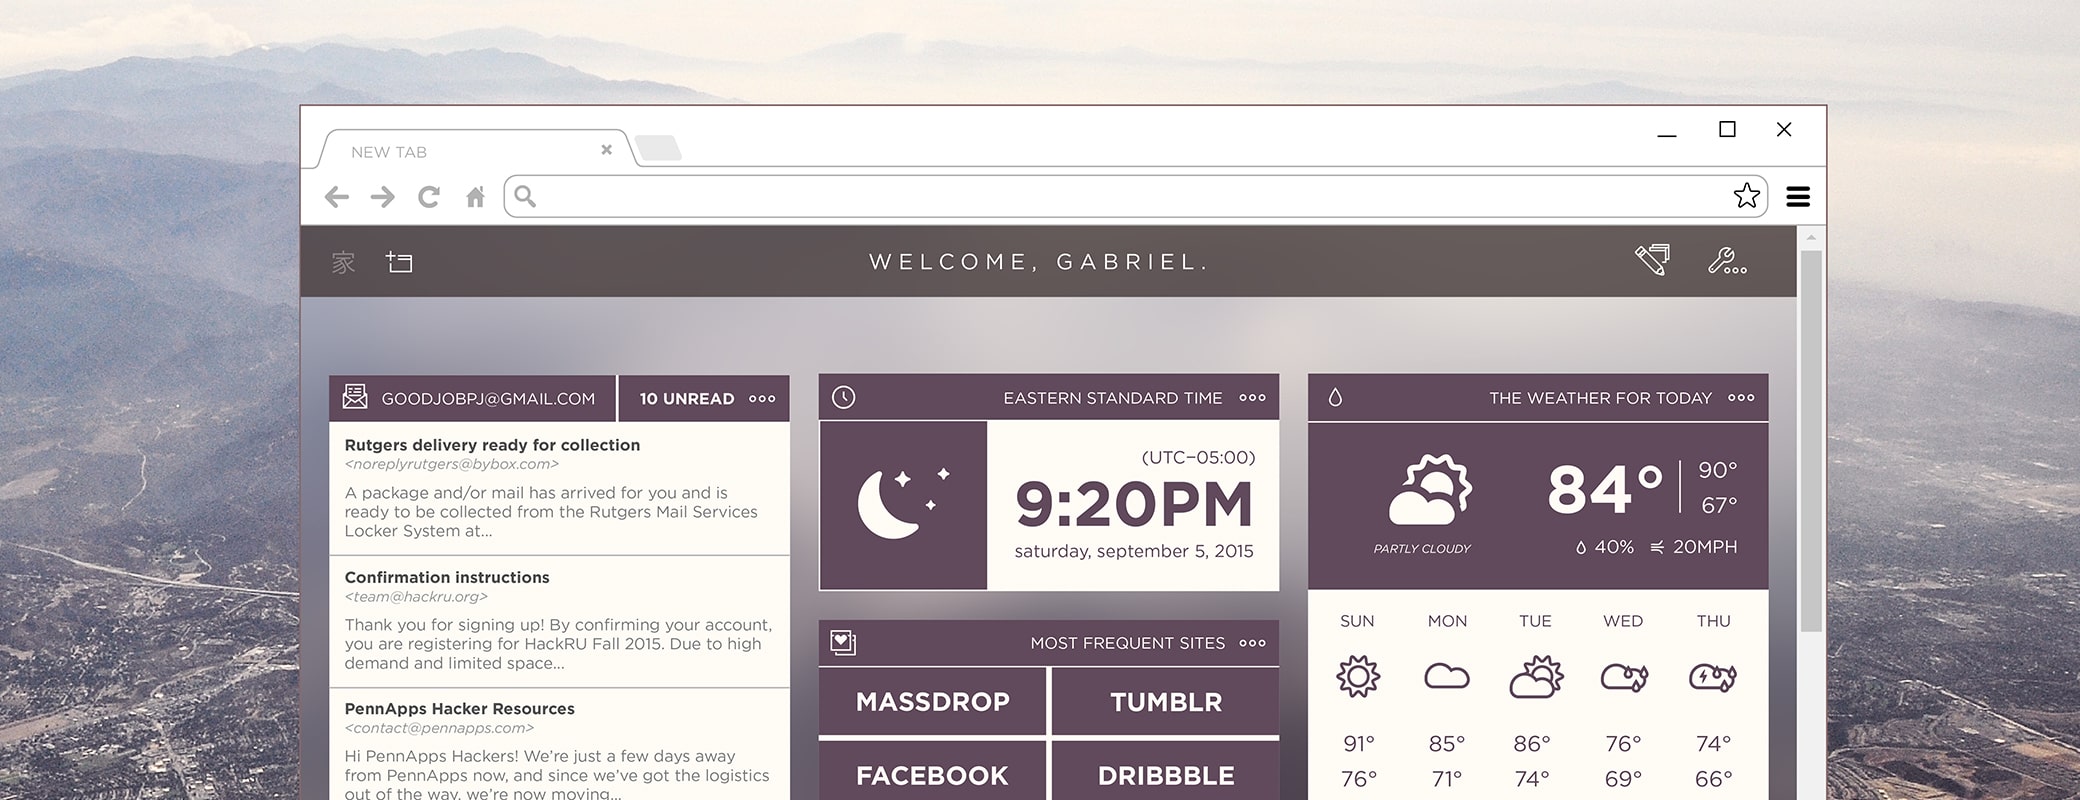 NEW TAB
家
WELCOME, GABRIEL.
GOODJOBPJ@GMAIL.COM
10 UNREAD
Rutgers delivery ready for collection
<noreplyrutgers@bybox.com>
A package and/or mail has arrived for you and is
ready to be collected from the Rutgers Mail Services
Locker System at...
Confirmation instructions
<team@hackru.org>
Thank you for signing up! By confirming your account,
you are registering for HackRU Fall 2015. Due to high
demand and limited space...
PennApps Hacker Resources
<contact@pennapps.com>
Hi PennApps Hackers! We're just a few days away
from PennApps now, and since we've got the logistics
out of the way, we're now moving...
EASTERN STANDARD TIME
(UTC−05:00)
9:20PM
saturday, september 5, 2015
MOST FREQUENT SITES
MASSDROP
TUMBLR
FACEBOOK
DRIBBBLE
THE WEATHER FOR TODAY
PARTLY CLOUDY
84°
90°
67°
40%
20MPH
SUN MON TUE WED THU
91° 85° 86° 76° 74°
76° 71° 74° 69° 66°